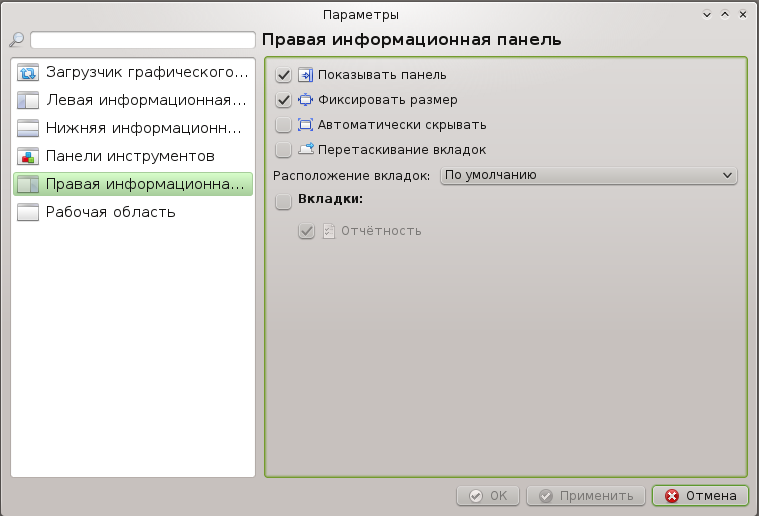 Параметры
Правая информационная панель
Загрузчик графического...
Левая информационная...
Нижняя информационн...
Панели инструментов
Правая информационна...
Рабочая область
Показывать панель
Фиксировать размер
Автоматически скрывать
Перетаскивание вкладок
Расположение вкладок: По умолчанию
Вкладки:
Отчётность
OK Применить Отмена